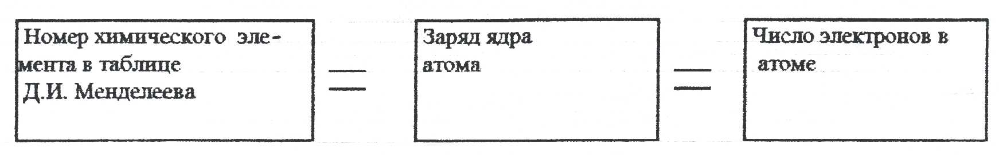 Номер химического эле-
мента в таблице
Д.И. Менделеева
=
Заряд ядра
атома
=
Число электронов в
атоме